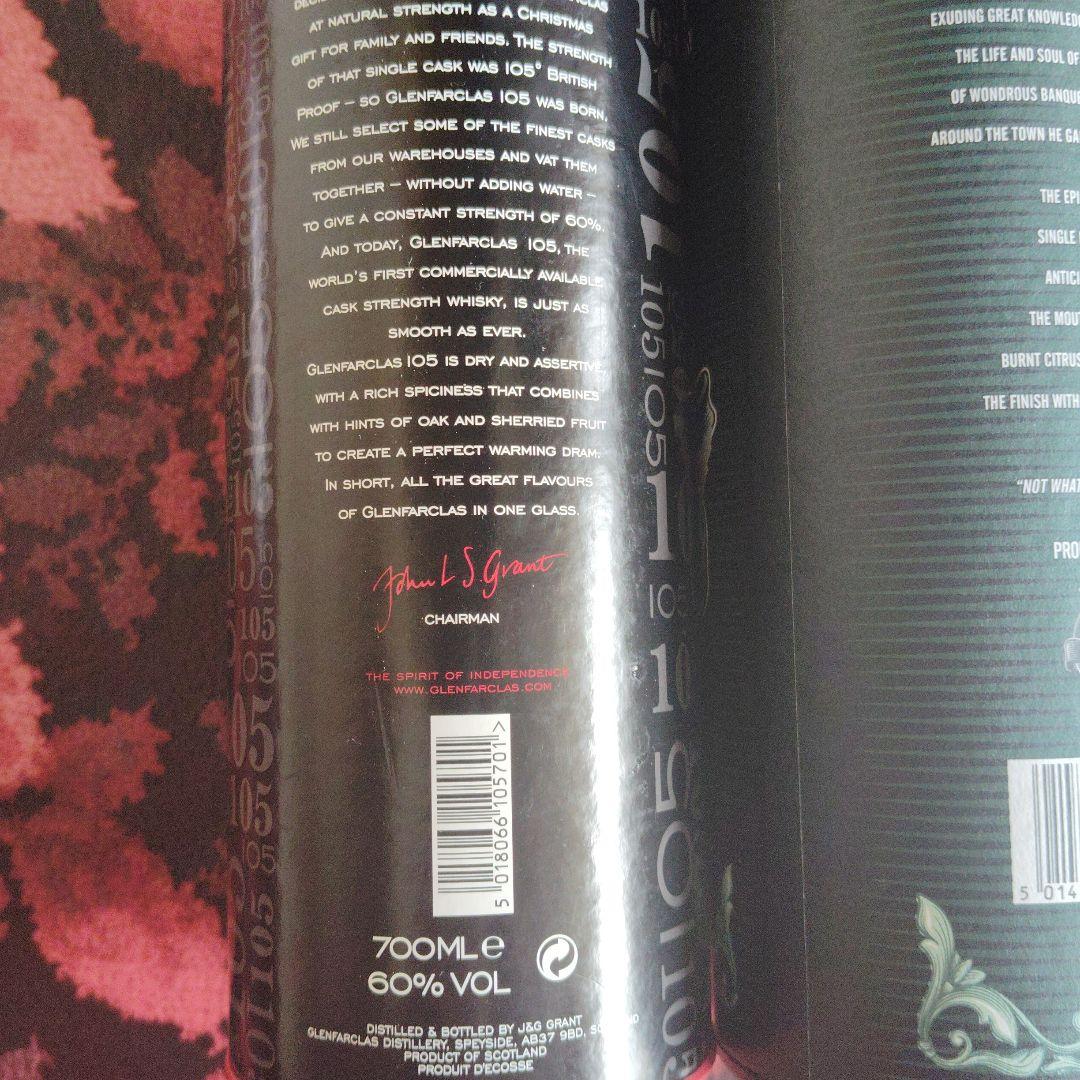 AT NATURAL STRENGTH AS A CHRISTMAS
GIFT FOR FAMILY AND FRIENDS. THE STRENGTH
OF THAT SINGLE CASK WAS 105° BRITISH
PROOF – SO GLENFARCLAS 105 WAS BORN.
WE STILL SELECT SOME OF THE FINEST CASKS
FROM OUR WAREHOUSES AND VAT THEM
TOGETHER – WITHOUT ADDING WATER –
TO GIVE A CONSTANT STRENGTH OF 60%.
AND TODAY, GLENFARCLAS 105, THE
WORLD'S FIRST COMMERCIALLY AVAILABLE
CASK STRENGTH WHISKY, IS JUST AS
SMOOTH AS EVER.
GLENFARCLAS 105 IS DRY AND ASSERTIVE,
WITH A RICH SPICINESS THAT COMBINES
WITH HINTS OF OAK AND SHERRIED FRUIT
TO CREATE A PERFECT WARMING DRAM.
IN SHORT, ALL THE GREAT FLAVOURS
OF GLENFARCLAS IN ONE GLASS.
John L S Grant
CHAIRMAN
THE SPIRIT OF INDEPENDENCE
WWW.GLENFARCLAS.COM
5 018066 105701 >
700ML e
60% VOL
DISTILLED & BOTTLED BY J&G GRANT
GLENFARCLAS DISTILLERY, SPEYSIDE, AB37 9BD,
PRODUCT OF SCOTLAND
PRODUIT D'ECOSSE
105
105
105
105
105
EXUDING GREAT
THE LIFE AND SOUL OF
OF WONDROUS
AROUND THE TOWN HE
THE
SINGLE
THE
BURNT CITRUS
THE FINISH WITH
"NOT WHAT
5 014